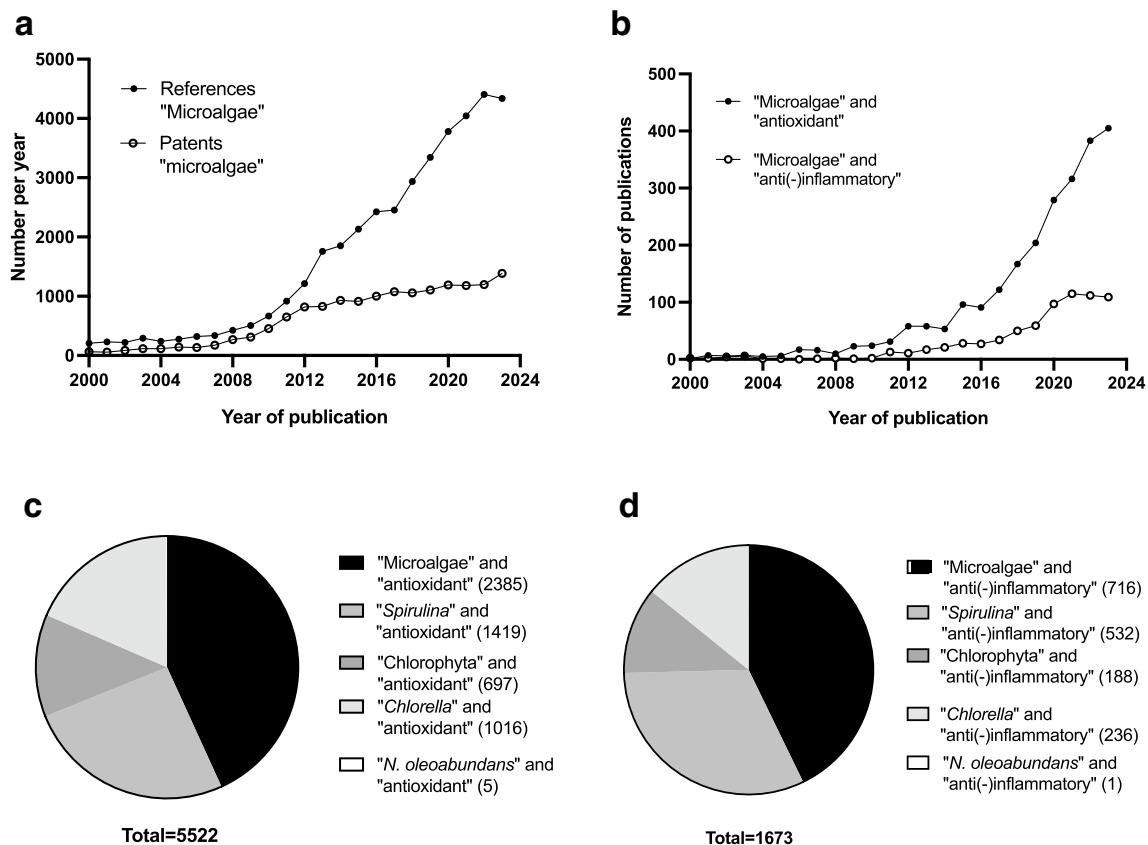 a
5000
4000
3000
2000
1000
0
Number per year
References
"Microalgae"
Patents
"microalgae"
2000 2004 2008 2012 2016 2020 2024
Year of publication
b
500
400
300
200
100
0
Number of publications
"Microalgae" and
"antioxidant"
"Microalgae" and
"anti(-)inflammatory"
2000 2004 2008 2012 2016 2020 2024
Year of publication
c
"Microalgae" and
"antioxidant" (2385)
"Spirulina" and
"antioxidant" (1419)
"Chlorophyta" and
"antioxidant" (697)
"Chlorella" and
"antioxidant" (1016)
"N. oleoabundans" and
"antioxidant" (5)
Total=5522
d
"Microalgae" and
"anti(-)inflammatory" (716)
"Spirulina" and
"anti(-)inflammatory" (532)
"Chlorophyta" and
"anti(-)inflammatory" (188)
"Chlorella" and
"anti(-)inflammatory" (236)
"N. oleoabundans" and
"anti(-)inflammatory" (1)
Total=1673